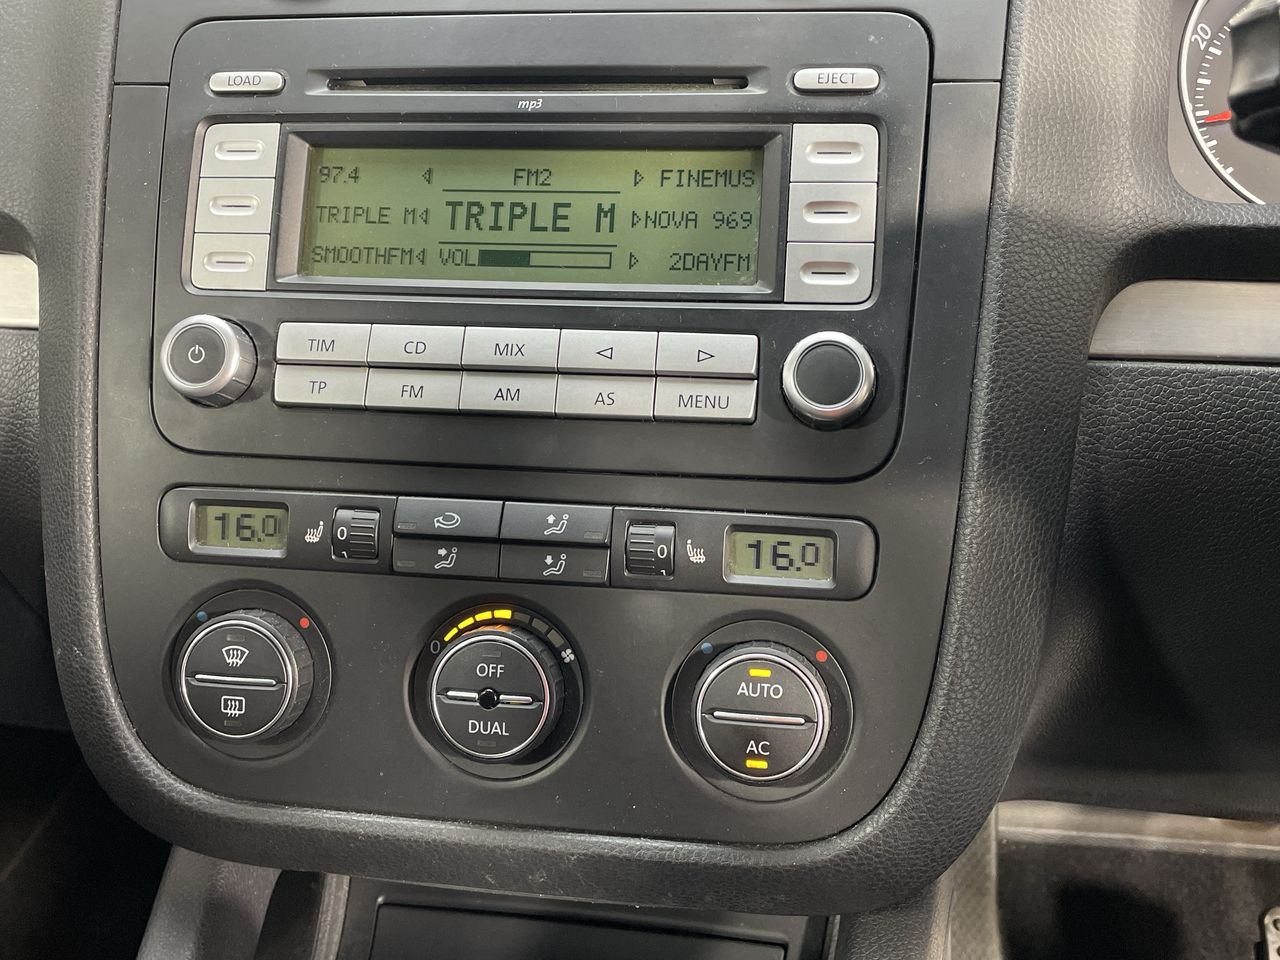 20
LOAD
EJECT
mp3
97.4 FM2 FINEMUS
TRIPLE M TRIPLE M NOVA 969
SMOOTHFM VOL 2DAYFM
TIM CD MIX
TP FM AM AS MENU
16.0 0 0 16.0
0
OFF
DUAL
AUTO
AC